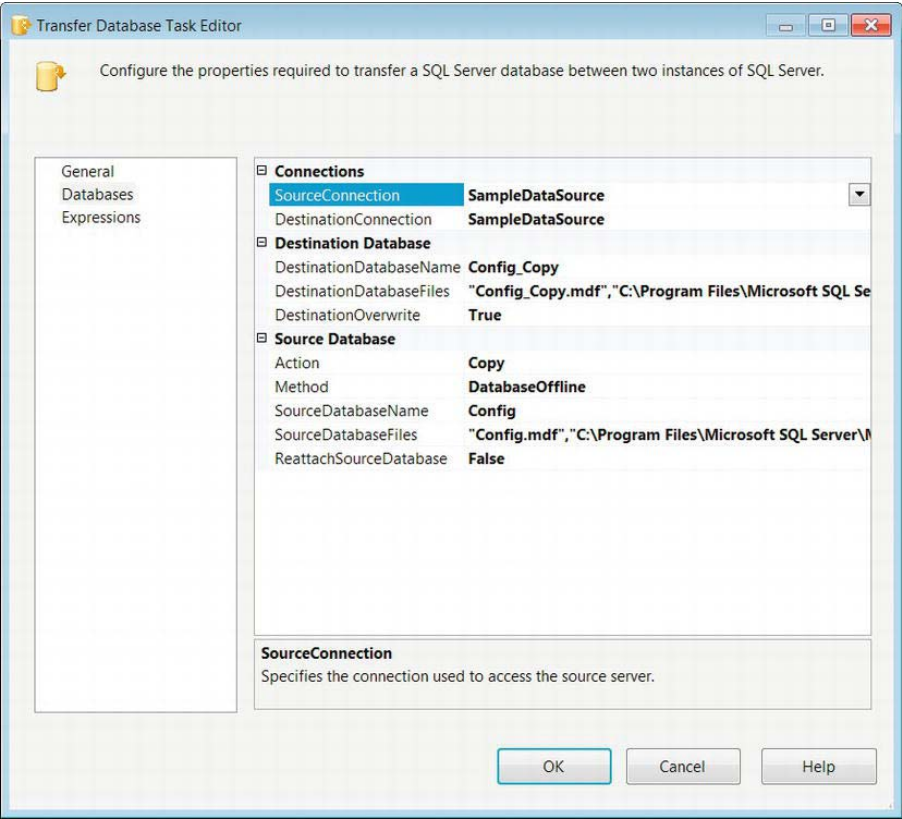 Transfer Database Task Editor
Configure the properties required to transfer a SQL Server database between two instances of SQL Server.
General
Databases
Expressions
Connections
SourceConnection SampleDataSource
DestinationConnection SampleDataSource
Destination Database
DestinationDatabaseName Config_Copy
DestinationDatabaseFiles "Config_Copy.mdf","C:\Program Files\Microsoft SQL Se
DestinationOverwrite True
Source Database
Action Copy
Method DatabaseOffline
SourceDatabaseName Config
SourceDatabaseFiles "Config.mdf","C:\Program Files\Microsoft SQL Server\M
ReattachSourceDatabase False
SourceConnection
Specifies the connection used to access the source server.
OK Cancel Help